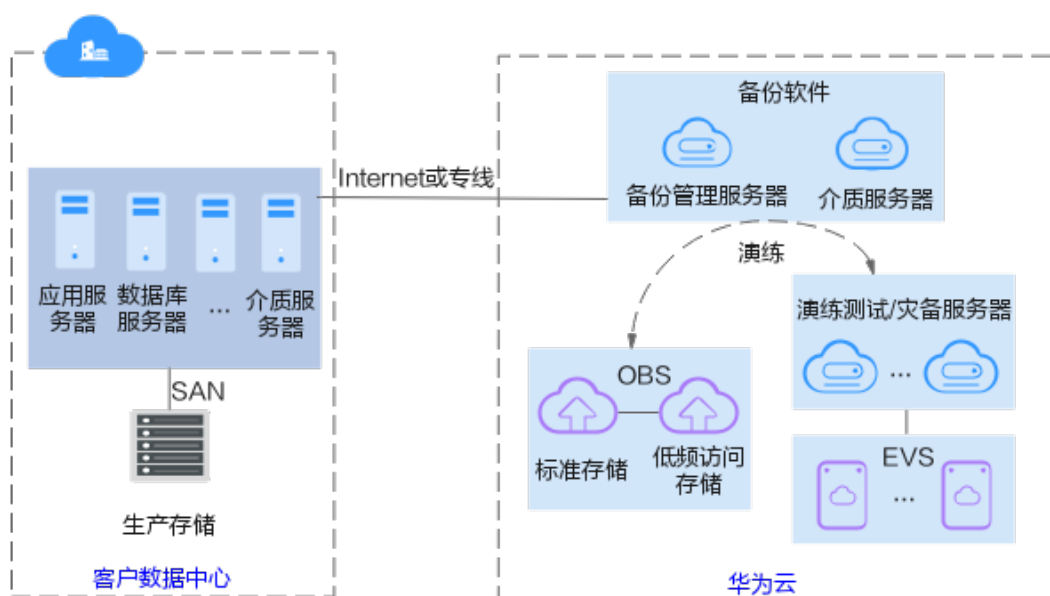 备份软件
Internet或专线
备份管理服务器
介质服务器
演练
应用服
务器
数据库
服务器
...
介质服
务器
演练测试/灾备服务器
...
SAN
OBS
标准存储
低频访问
存储
EVS
...
生产存储
客户数据中心
华为云